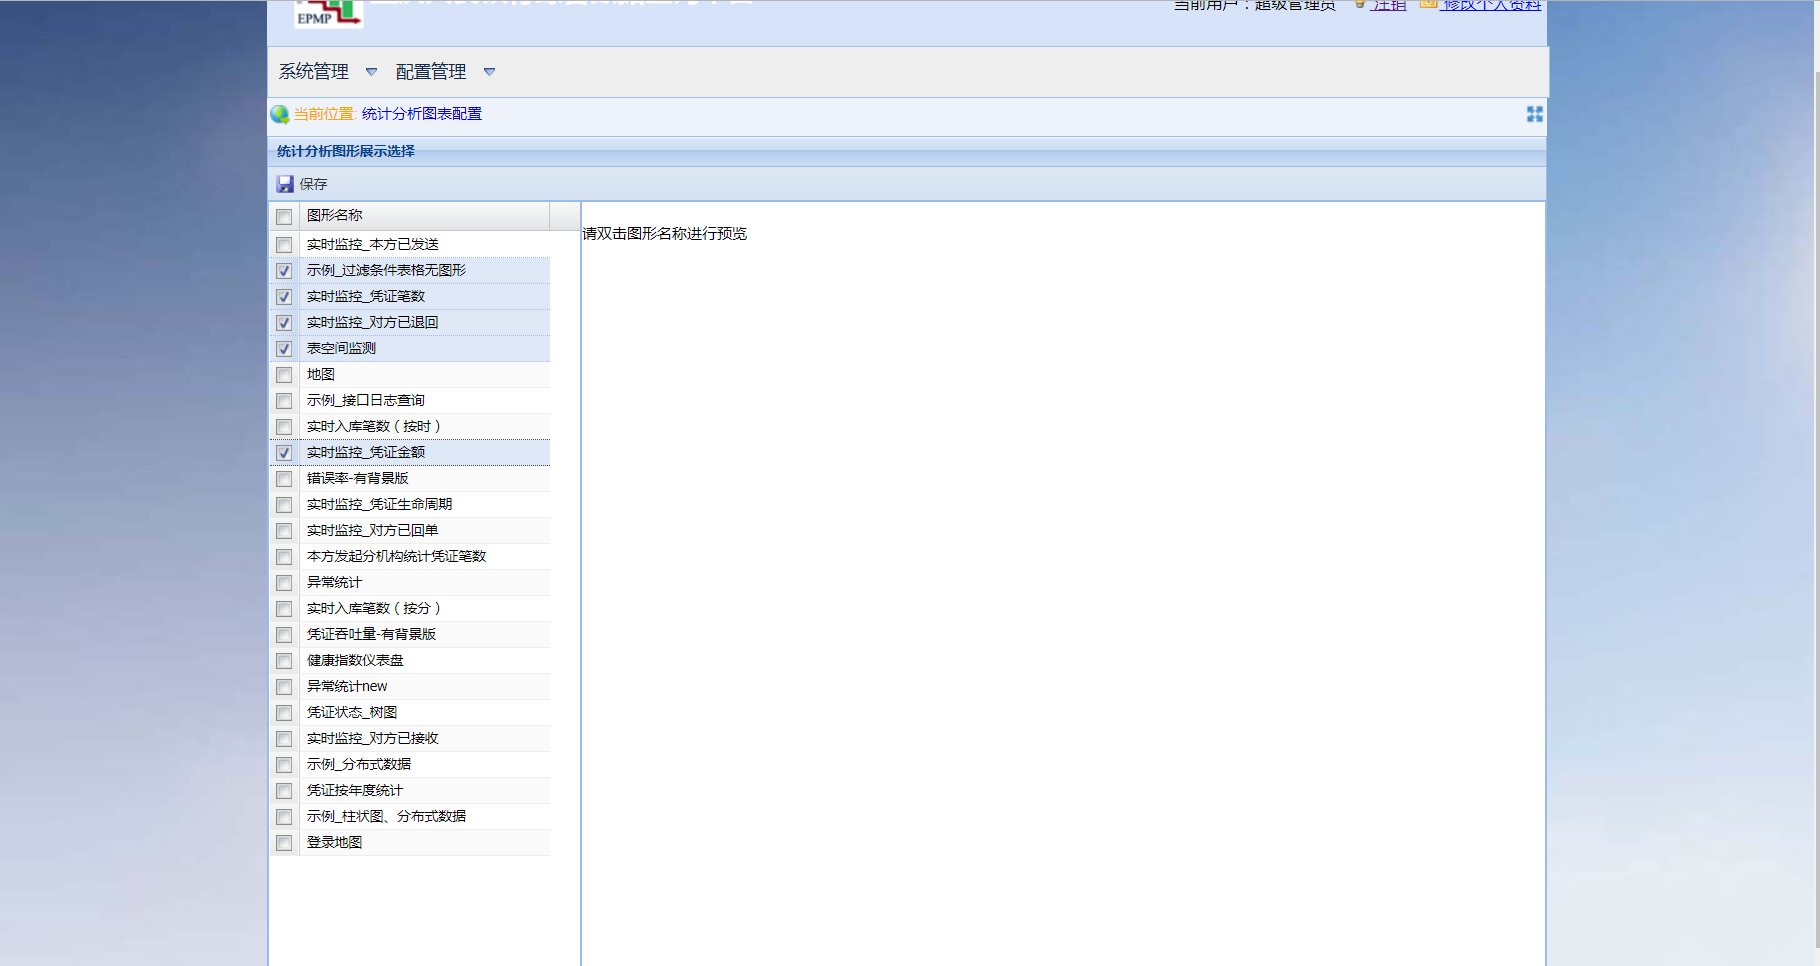 EPMP
当前用户：超级管理员 注销 修改个人资料
系统管理 配置管理
当前位置: 统计分析图表配置
统计分析图形展示选择
保存
图形名称
请双击图形名称进行预览
实时监控_本方已发送
示例_过滤条件表格无图形
实时监控_凭证笔数
实时监控_对方已退回
表空间监测
地图
示例_接口日志查询
实时入库笔数（按时）
实时监控_凭证金额
错误率-有背景版
实时监控_凭证生命周期
实时监控_对方已回单
本方发起分机构统计凭证笔数
异常统计
实时入库笔数（按分）
凭证吞吐量-有背景版
健康指数仪表盘
异常统计new
凭证状态_树图
实时监控_对方已接收
示例_分布式数据
凭证按年度统计
示例_柱状图、分布式数据
登录地图